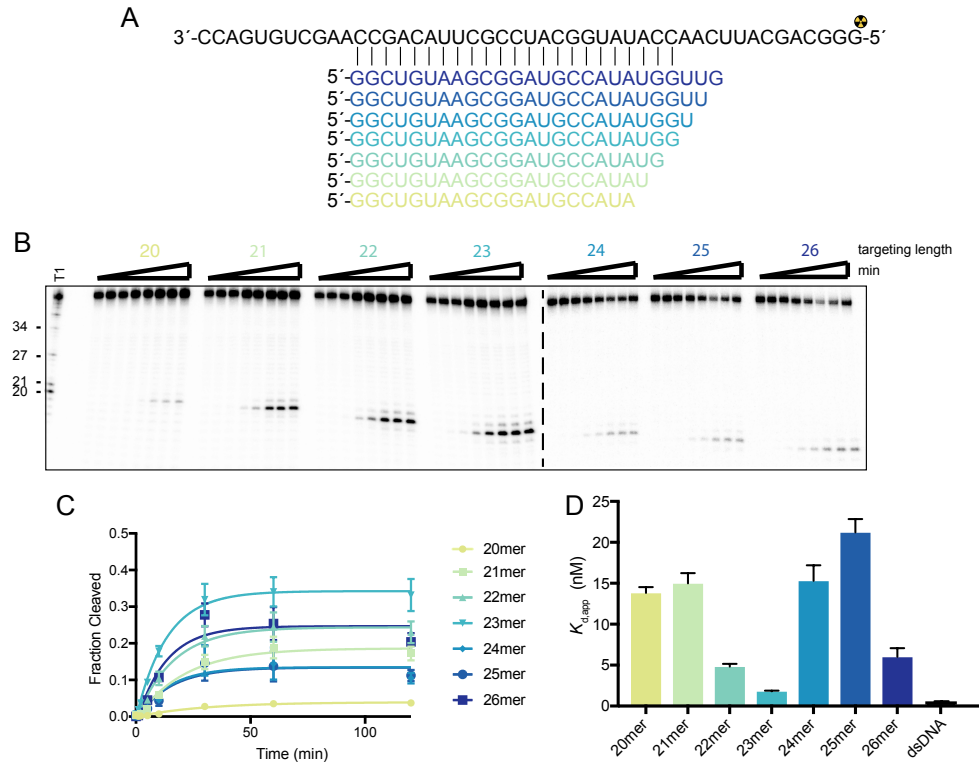 A
3´-CCAGUGUCGAACCGACAUUCGCCUACGGUAUACCAACUUACGACGGG-5´
5´-GGCUGUAAGCGGAUGCCAUAUGGUUG
5´-GGCUGUAAGCGGAUGCCAUAUGGUU
5´-GGCUGUAAGCGGAUGCCAUAUGGU
5´-GGCUGUAAGCGGAUGCCAUAUGG
5´-GGCUGUAAGCGGAUGCCAUAUG
5´-GGCUGUAAGCGGAUGCCAUAU
5´-GGCUGUAAGCGGAUGCCAUA
B
20 21 22 23 24 25 26 targeting length
T1 min
34
27
21
20
C
Fraction Cleaved
0.5
0.4
0.3
0.2
0.1
0.0
0 50 100
Time (min)
20mer
21mer
22mer
23mer
24mer
25mer
26mer
D
Kd,app (nM)
25
20
15
10
5
0
20mer 21mer 22mer 23mer 24mer 25mer 26mer dsDNA